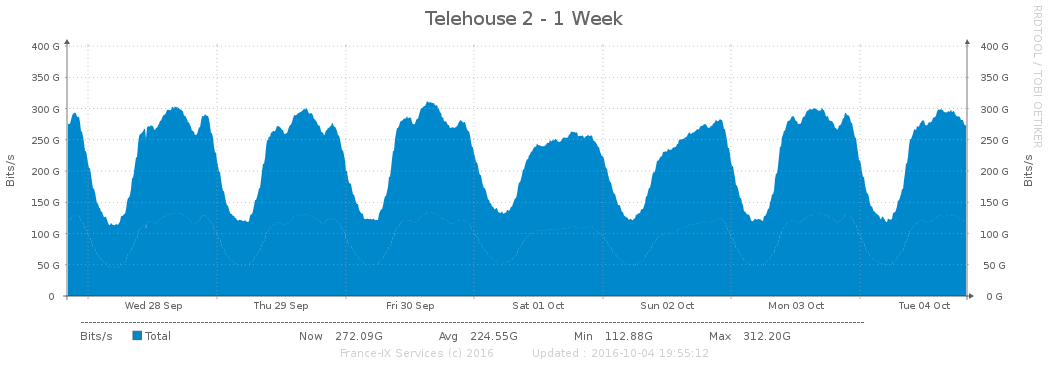 Telehouse 2 - 1 Week
RRDTOOL / TOBI OETIKER
400 G 400 G
350 G 350 G
300 G 300 G
250 G 250 G
200 G 200 G
150 G 150 G
100 G 100 G
50 G 50 G
0 0 G
Bits/s
Bits/s
Wed 28 Sep Thu 29 Sep Fri 30 Sep Sat 01 Oct Sun 02 Oct Mon 03 Oct Tue 04 Oct
Bits/s Total Now 272.09G Avg 224.55G Min 112.88G Max 312.20G
France-IX Services (c) 2016 Updated : 2016-10-04 19:55:12